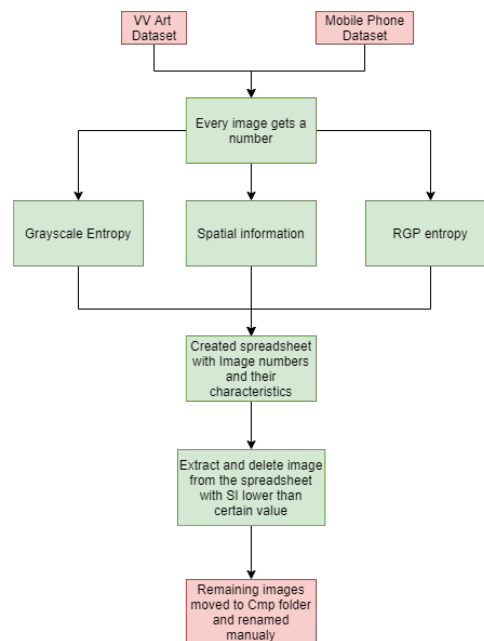 VV Art
Dataset
Mobile Phone
Dataset
Every image gets a
number
Grayscale Entropy
Spatial information
RGP entropy
Created spreadsheet
with Image numbers
and their
characteristics
Extract and delete image
from the spreadsheet
with SI lower than
certain value
Remaining images
moved to Cmp folder
and renamed
manualy